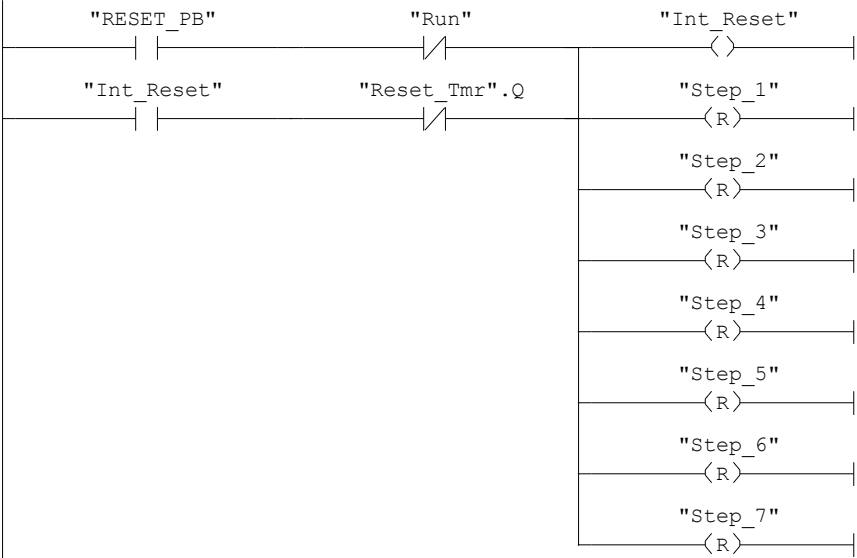 "RESET_PB" "Run" "Int_Reset"
"Int_Reset" "Reset_Tmr".Q "Step_1"
R
"Step_2"
R
"Step_3"
R
"Step_4"
R
"Step_5"
R
"Step_6"
R
"Step_7"
R